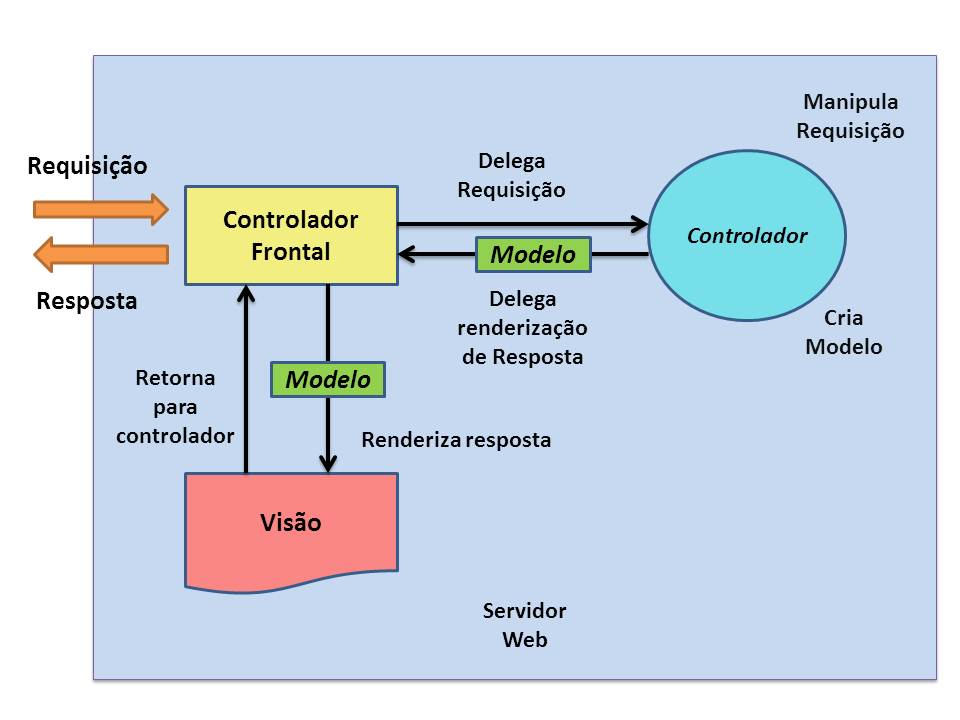 Manipula
Requisição
Requisição
Resposta
Controlador
Frontal
Delega
Requisição
Modelo
Delega
renderização
de Resposta
Controlador
Cria
Modelo
Retorna
para
controlador
Modelo
Renderiza resposta
Visão
Servidor
Web